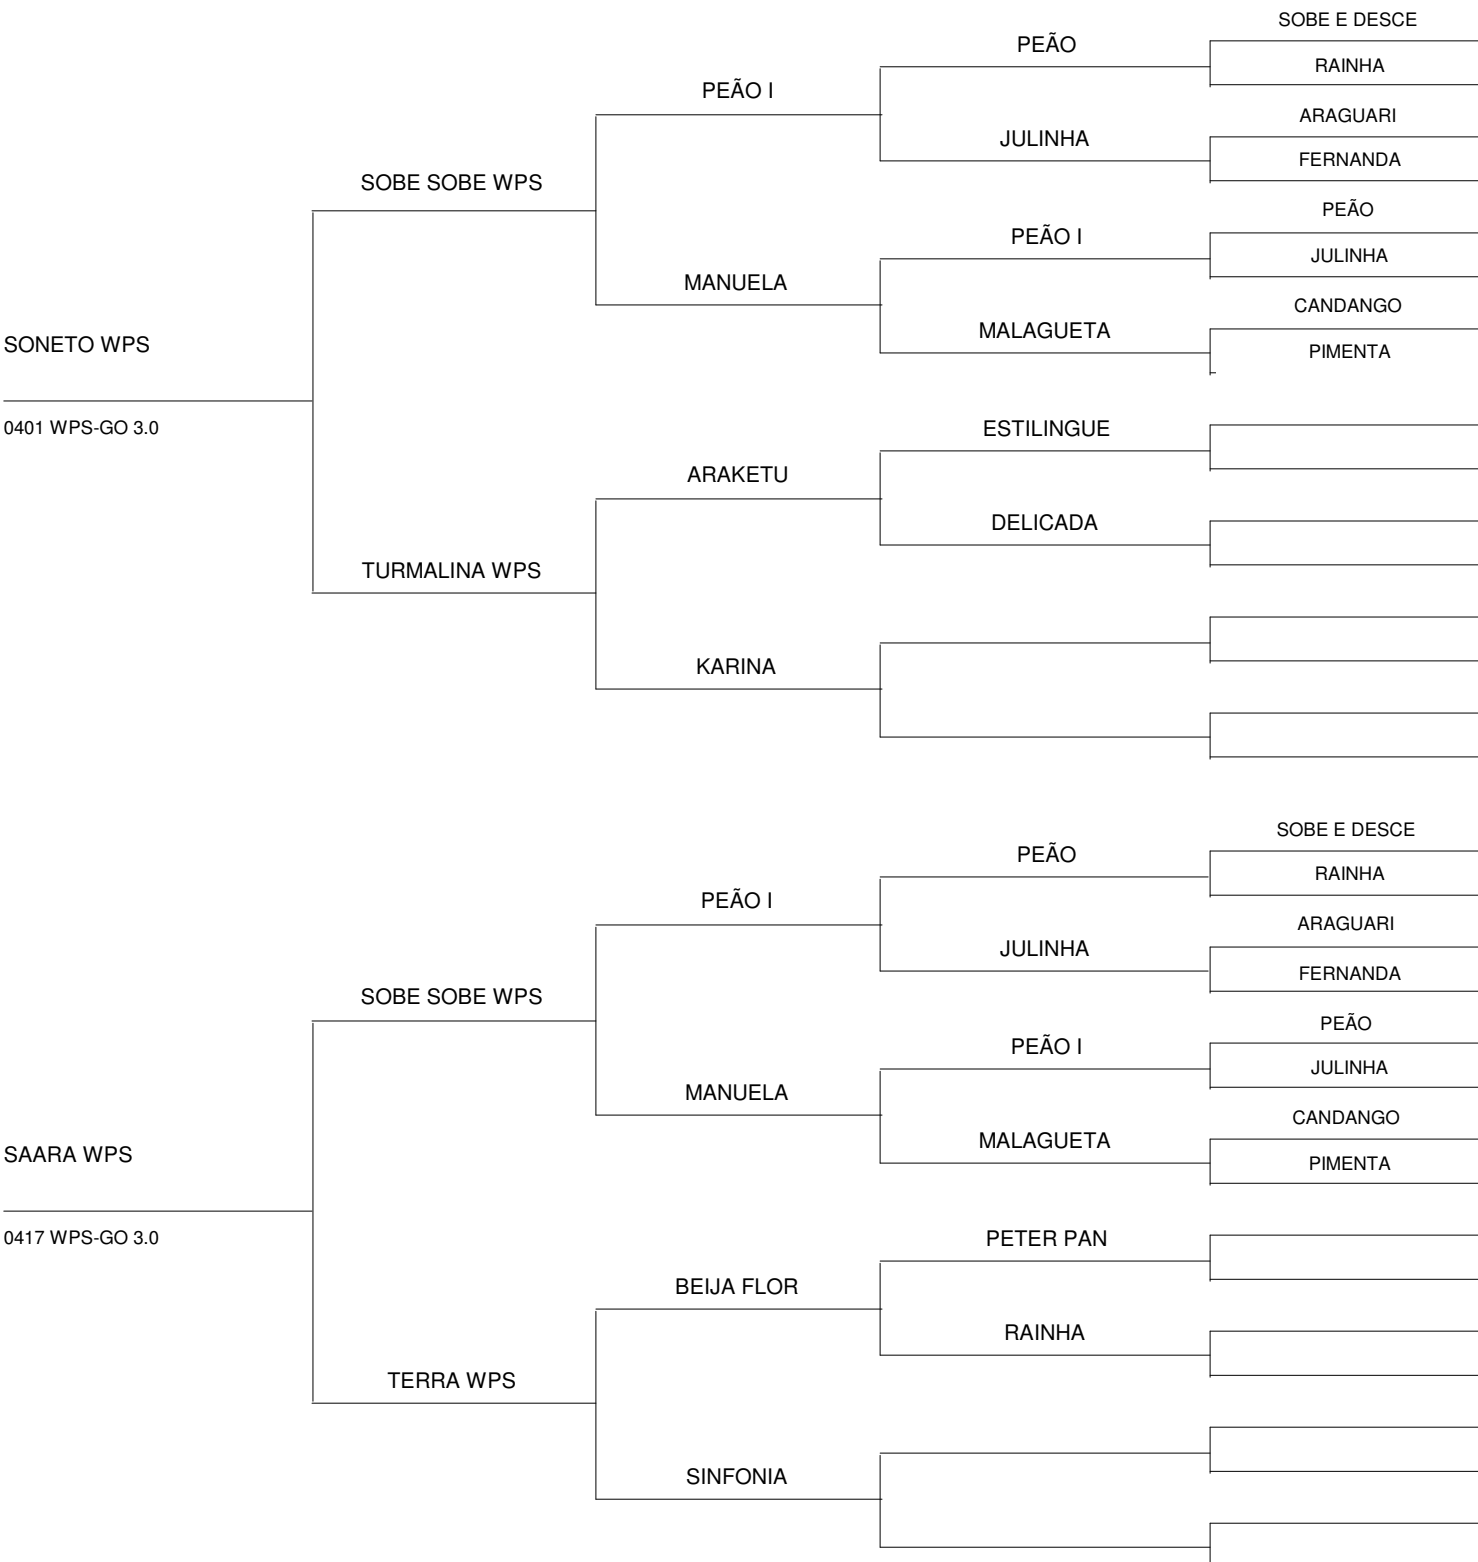 SOBE E DESCE
PEÃO
RAINHA
PEÃO I
ARAGUARI
JULINHA
FERNANDA
SOBE SOBE WPS
PEÃO
PEÃO I
JULINHA
MANUELA
CANDANGO
MALAGUETA
SONETO WPS
PIMENTA
0401 WPS-GO 3.0
ESTILINGUE
ARAKETU
DELICADA
TURMALINA WPS
KARINA
SOBE E DESCE
PEÃO
RAINHA
PEÃO I
ARAGUARI
JULINHA
FERNANDA
SOBE SOBE WPS
PEÃO
PEÃO I
JULINHA
MANUELA
CANDANGO
MALAGUETA
SAARA WPS
PIMENTA
0417 WPS-GO 3.0
PETER PAN
BEIJA FLOR
RAINHA
TERRA WPS
SINFONIA